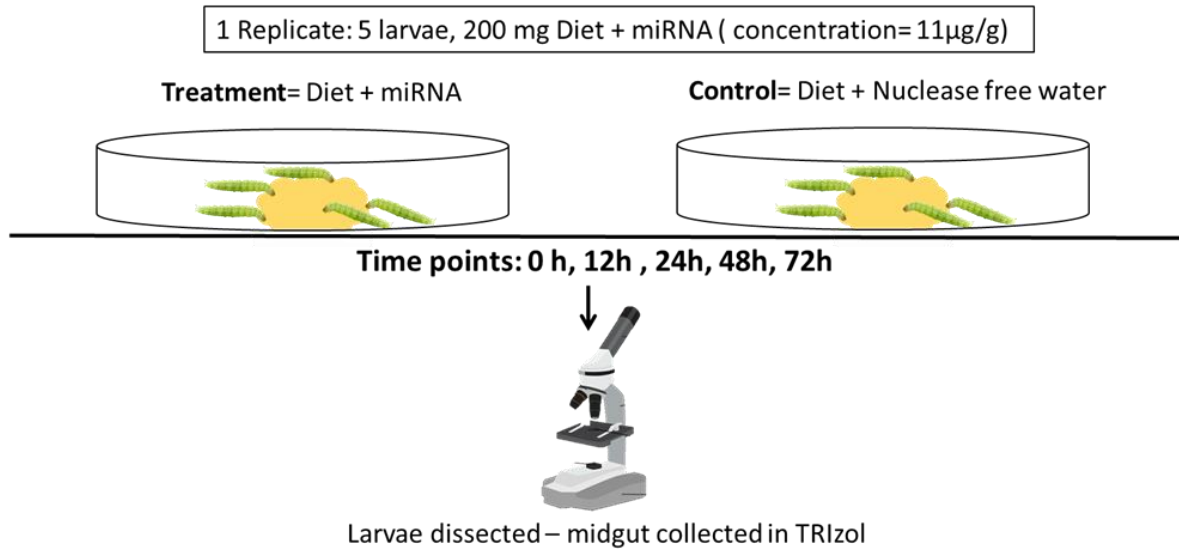 1 Replicate: 5 larvae, 200 mg Diet + miRNA ( concentration= 11µg/g)
Treatment= Diet + miRNA
Control= Diet + Nuclease free water
Time points: 0 h, 12h , 24h, 48h, 72h
Larvae dissected – midgut collected in TRIzol